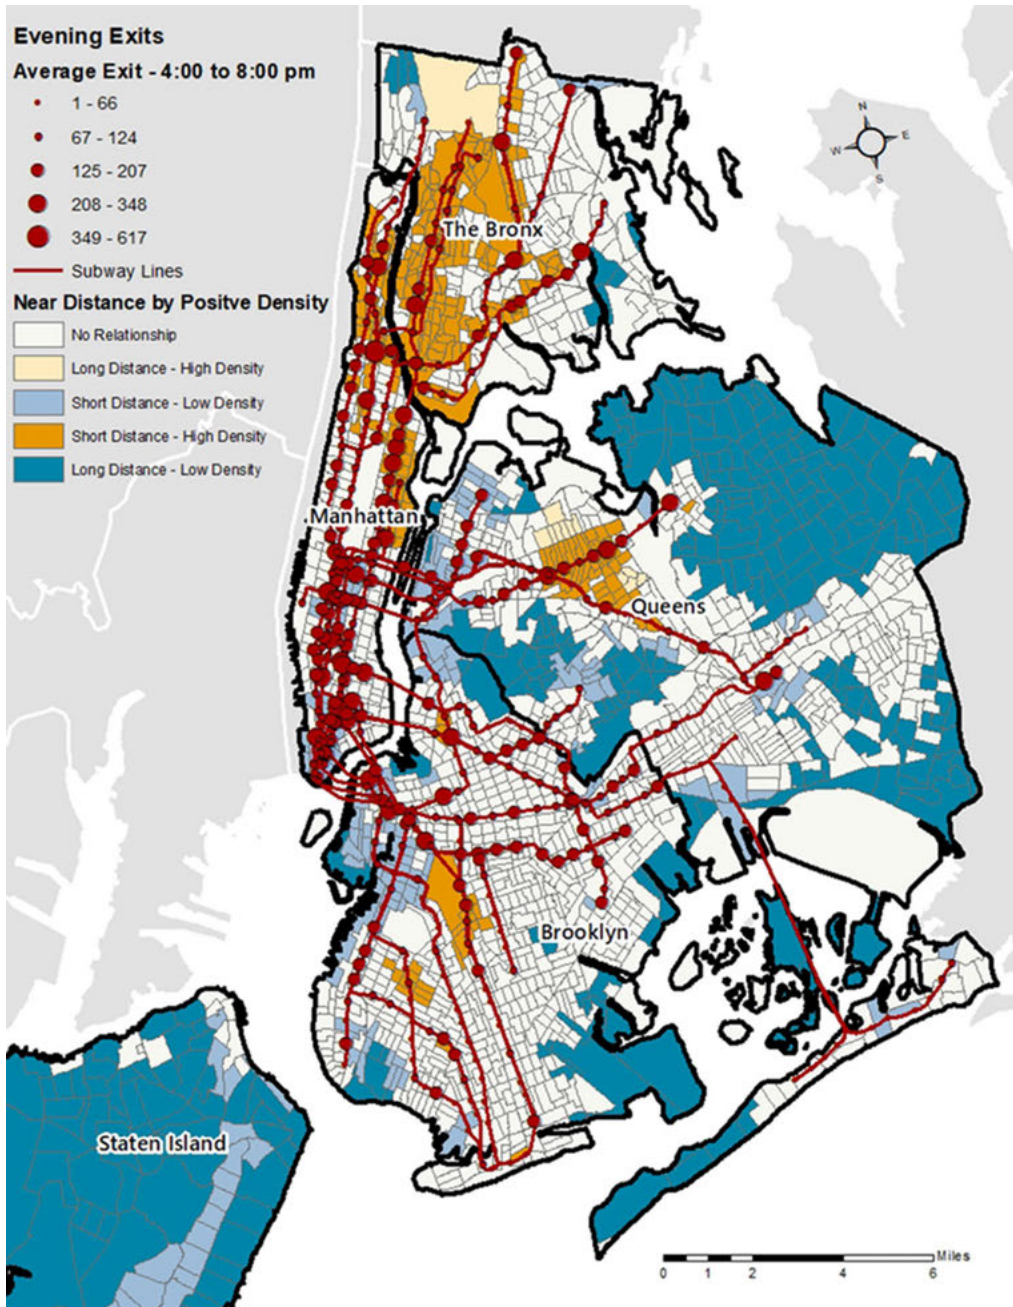 Evening Exits
Average Exit - 4:00 to 8:00 pm
1 - 66
67 - 124
125 - 207
208 - 348
349 - 617
Subway Lines
Near Distance by Positve Density
No Relationship
Long Distance - High Density
Short Distance - Low Density
Short Distance - High Density
Long Distance - Low Density
N
W
E
S
The Bronx
Manhattan
Queens
Brooklyn
Staten Island
Miles
0 1 2 4 6